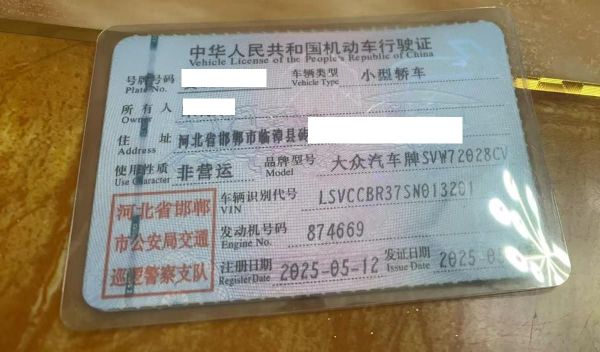 中华人民共和国机动车行驶证
Vehicle License of the People's Republic of China
号牌号码 车辆类型 小型轿车
Plate No. Vehicle Type
所有人
Owner
住 址 河北省邯郸市临漳县砖
Address
使用性质 非营运 品牌型号 大众汽车牌SVW72028CV
Use Character Model
车辆识别代号 LSVCCBR37SN013201
VIN
发动机号码 874669
Engine No.
注册日期 2025-05-12 发证日期 2025
Register Date Issue Date
河北省邯郸
市公安局交通
巡逻警察支队